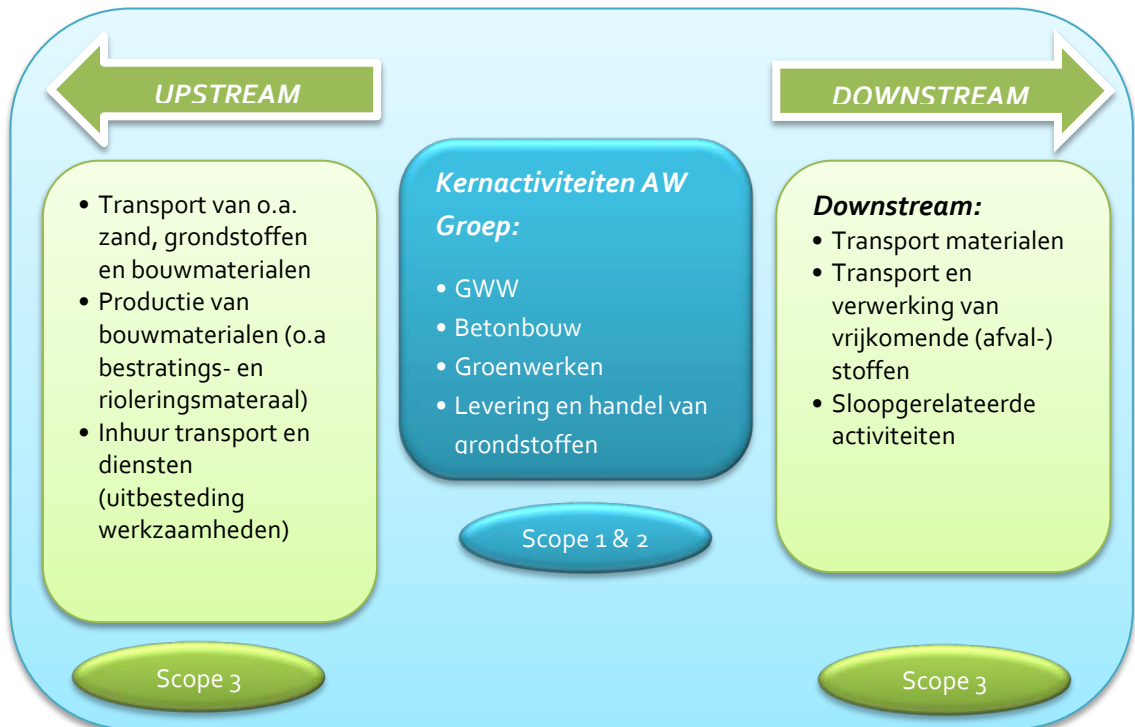 UPSTREAM
DOWNSTREAM
• Transport van o.a.
zand, grondstoffen
en bouwmaterialen
• Productie van
bouwmaterialen (o.a
bestratings- en
rioleringsmateraal)
• Inhuur transport en
diensten
(uitbesteding
werkzaamheden)
Scope 3
Kernactiviteiten AW
Groep:
• GWW
• Betonbouw
• Groenwerken
• Levering en handel van
grondstoffen
Scope 1 & 2
Downstream:
• Transport materialen
• Transport en
verwerking van
vrijkomende (afval-)
stoffen
• Sloopgerelateerde
activiteiten
Scope 3